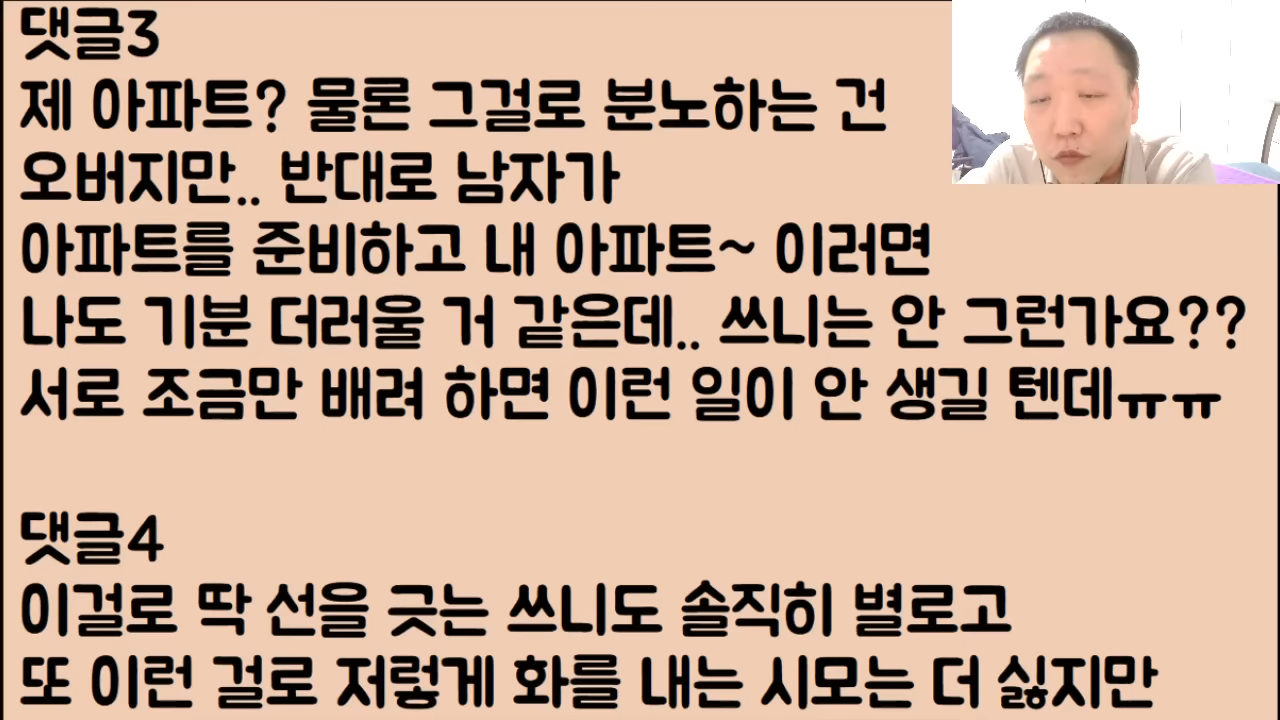 댓글3
제 아파트? 물론 그걸로 분노하는 건
오버지만.. 반대로 남자가
아파트를 준비하고 내 아파트~ 이러면
나도 기분 더러울 거 같은데.. 쓰니는 안 그런가요??
서로 조금만 배려 하면 이런 일이 안 생길 텐데ㅠㅠ
댓글4
이걸로 딱 선을 긋는 쓰니도 솔직히 별로고
또 이런 걸로 저렇게 화를 내는 시모는 더 싫지만